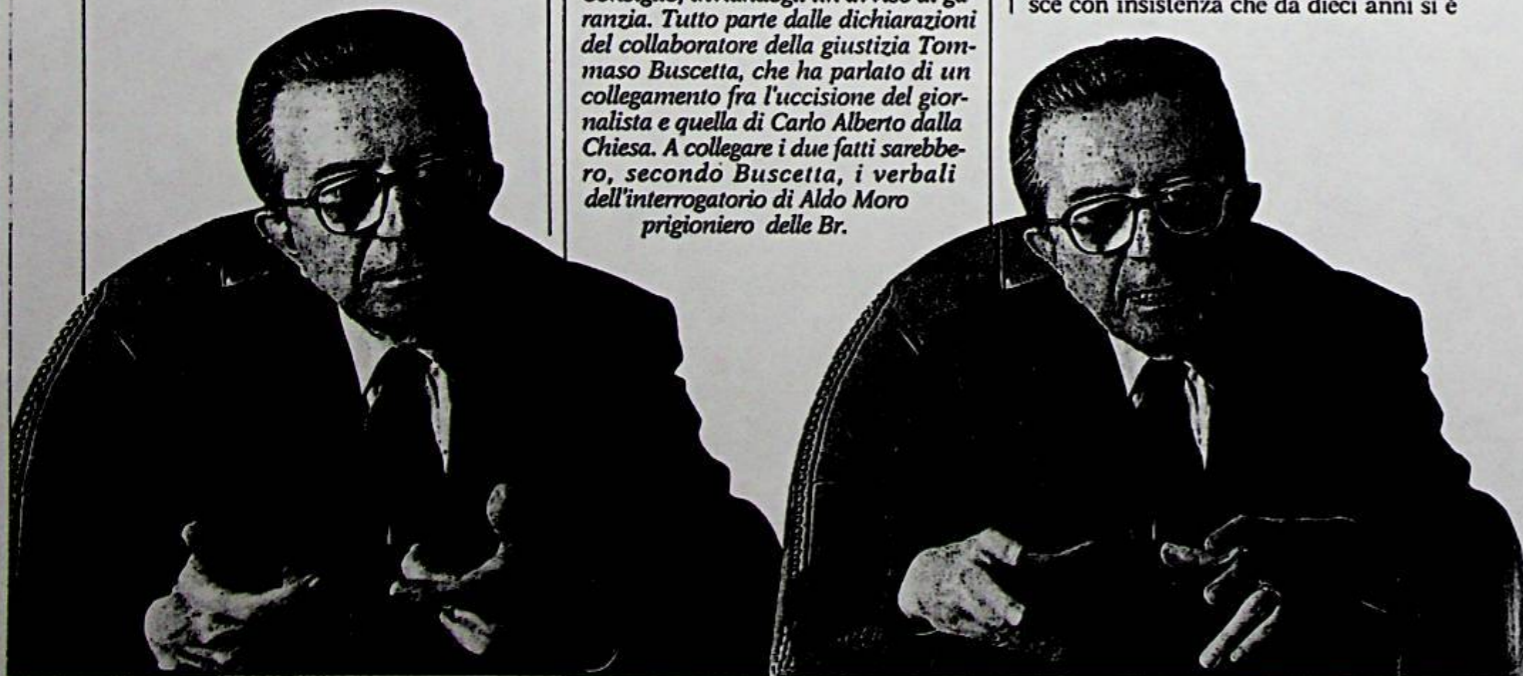 ranzia. Tutto parte dalle dichiarazioni
del collaboratore della giustizia Tom-
maso Buscetta, che ha parlato di un
collegamento fra l'uccisione del gior-
nalista e quella di Carlo Alberto dalla
Chiesa. A collegare i due fatti sarebbe-
ro, secondo Buscetta, i verbali
dell'interrogatorio di Aldo Moro
prigioniero delle Br.
sce con insistenza che da dieci anni si è